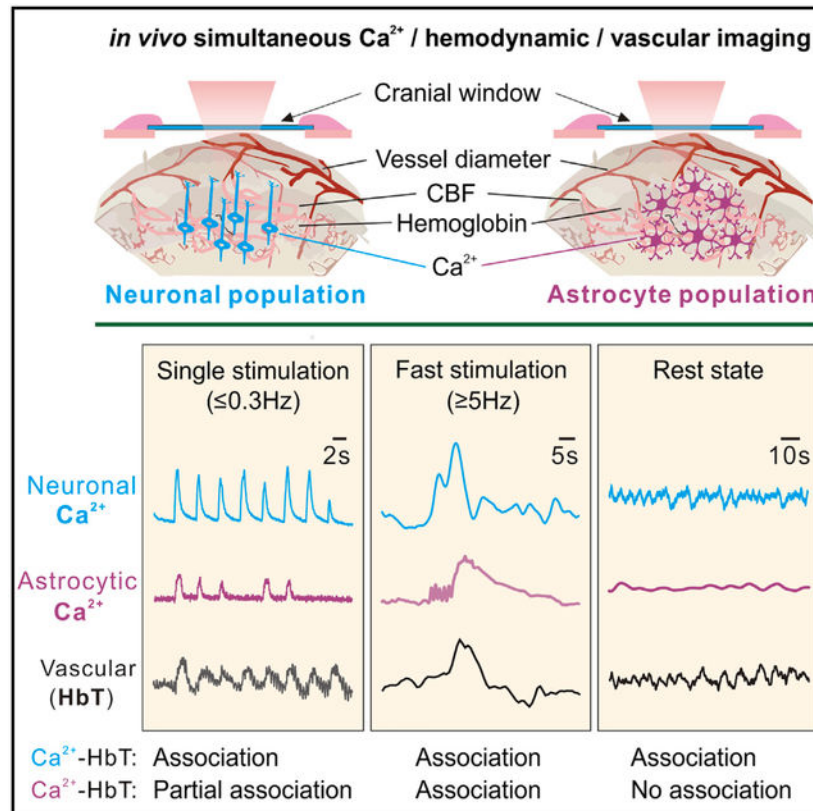 in vivo simultaneous Ca²⁺ / hemodynamic / vascular imaging
Cranial window
Vessel diameter
CBF
Hemoglobin
Ca²⁺
Neuronal population
Astrocyte population
Single stimulation
(≤0.3Hz)
Fast stimulation
(≥5Hz)
Rest state
2s
5s
10s
Neuronal
Ca²⁺
Astrocytic
Ca²⁺
Vascular
(HbT)
Ca²⁺-HbT: Association Association Association
Ca²⁺-HbT: Partial association Association No association